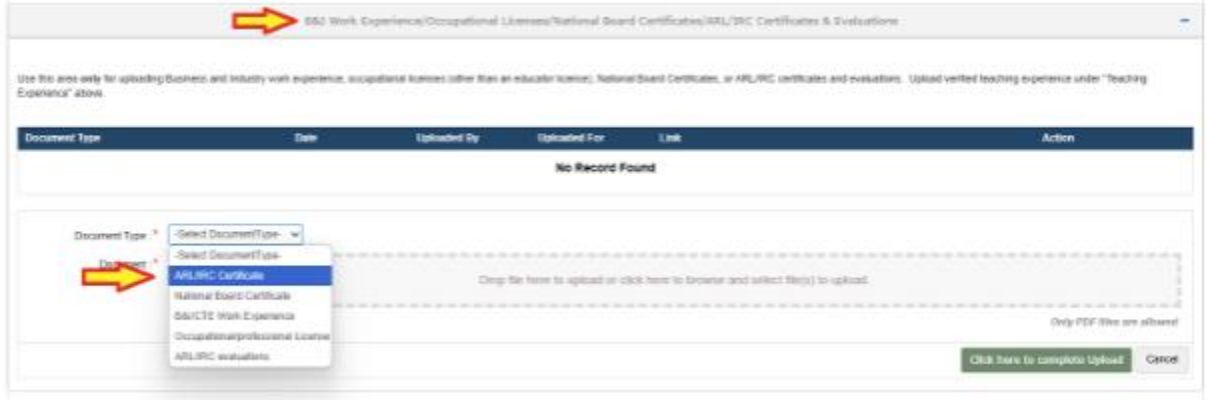 B&I Work Experience/Occupational Licenses/National Board Certificates/ARL/IRC Certificates & Evaluations
Use this area only for uploading Business and Industry work experience, occupational licenses (other than an educator license), National Board Certificates, or ARL/IRC certificates and evaluations. Upload verified teaching experience under "Teaching
Experience" above.
Document Type Date Uploaded By Uploaded For Link Action
No Record Found
Document Type * -Select DocumentType-
-Select DocumentType-
Document *
ARL/IRC Certificate
Drop file here to upload or click here to browse and select file(s) to upload.
National Board Certificate
B&I/CTE Work Experience
Only PDF files are allowed
Occupational/professional License
ARL/IRC evaluations
Click here to complete Upload Cancel